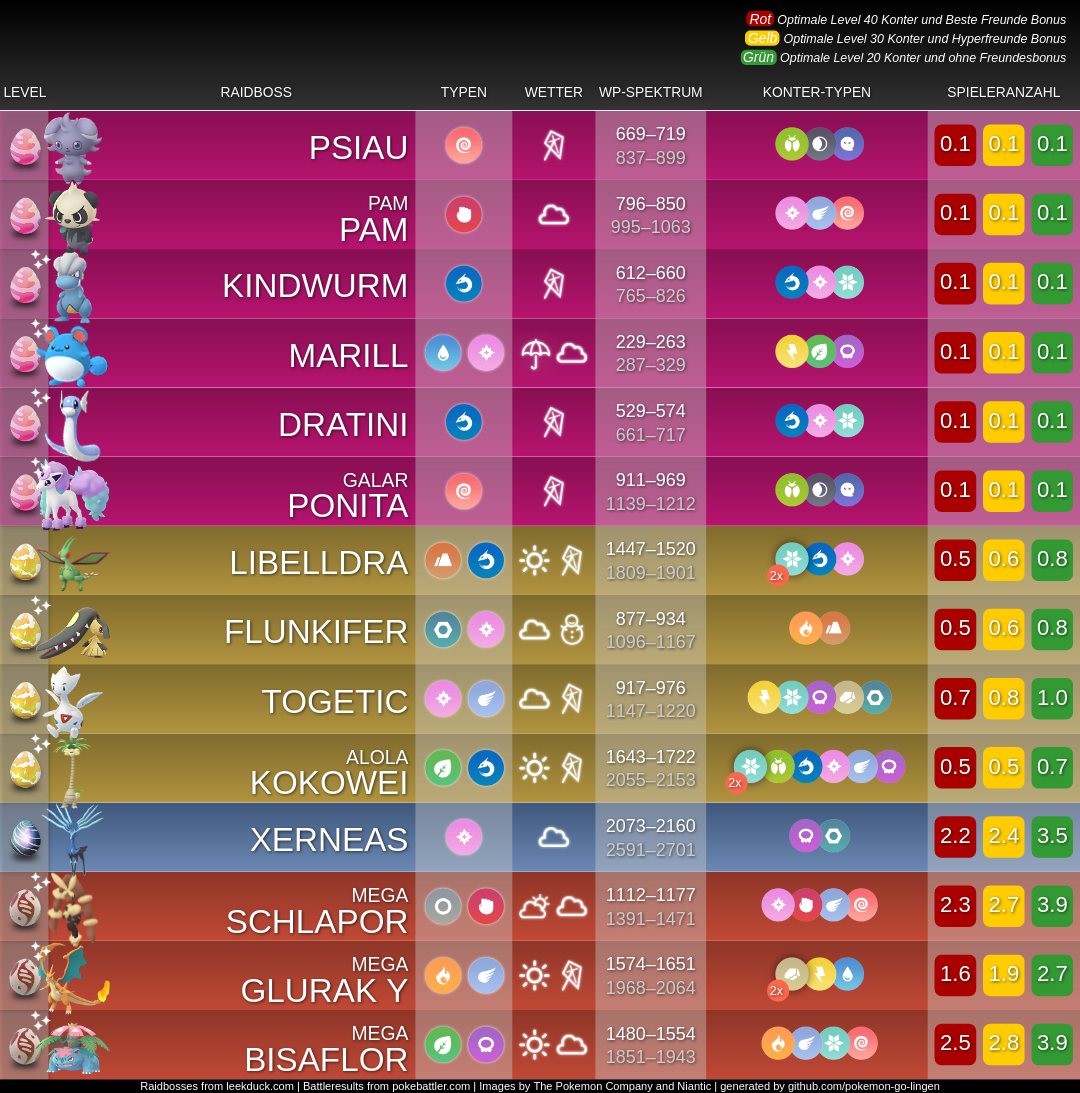 Rot Optimale Level 40 Konter und Beste Freunde Bonus
Gelb Optimale Level 30 Konter und Hyperfreunde Bonus
Grün Optimale Level 20 Konter und ohne Freundesbonus
LEVEL RAIDBOSS TYPEN WETTER WP-SPEKTRUM KONTER-TYPEN SPIELERANZAHL
PSIAU 669–719 0.1 0.1 0.1
837–899
PAM 796–850
PAM 995–1063 0.1 0.1 0.1
KINDWURM 612–660 0.1 0.1 0.1
765–826
MARILL 229–263 0.1 0.1 0.1
287–329
DRATINI 529–574 0.1 0.1 0.1
661–717
GALAR 911–969
PONITA 1139–1212 0.1 0.1 0.1
LIBELLDRA 1447–1520 0.5 0.6 0.8
1809–1901 2x
FLUNKIFER 877–934 0.5 0.6 0.8
1096–1167
TOGETIC 917–976 0.7 0.8 1.0
1147–1220
ALOLA 1643–1722
KOKOWEI 2055–2153 2x 0.5 0.5 0.7
XERNEAS 2073–2160 2.2 2.4 3.5
2591–2701
MEGA 1112–1177
SCHLAPOR 1391–1471 2.3 2.7 3.9
MEGA 1574–1651
GLURAK Y 1968–2064 2x 1.6 1.9 2.7
MEGA 1480–1554
BISAFLOR 1851–1943 2.5 2.8 3.9
Raidbosses from leekduck.com | Battleresults from pokebattler.com | Images by The Pokemon Company and Niantic | generated by github.com/pokemon-go-lingen